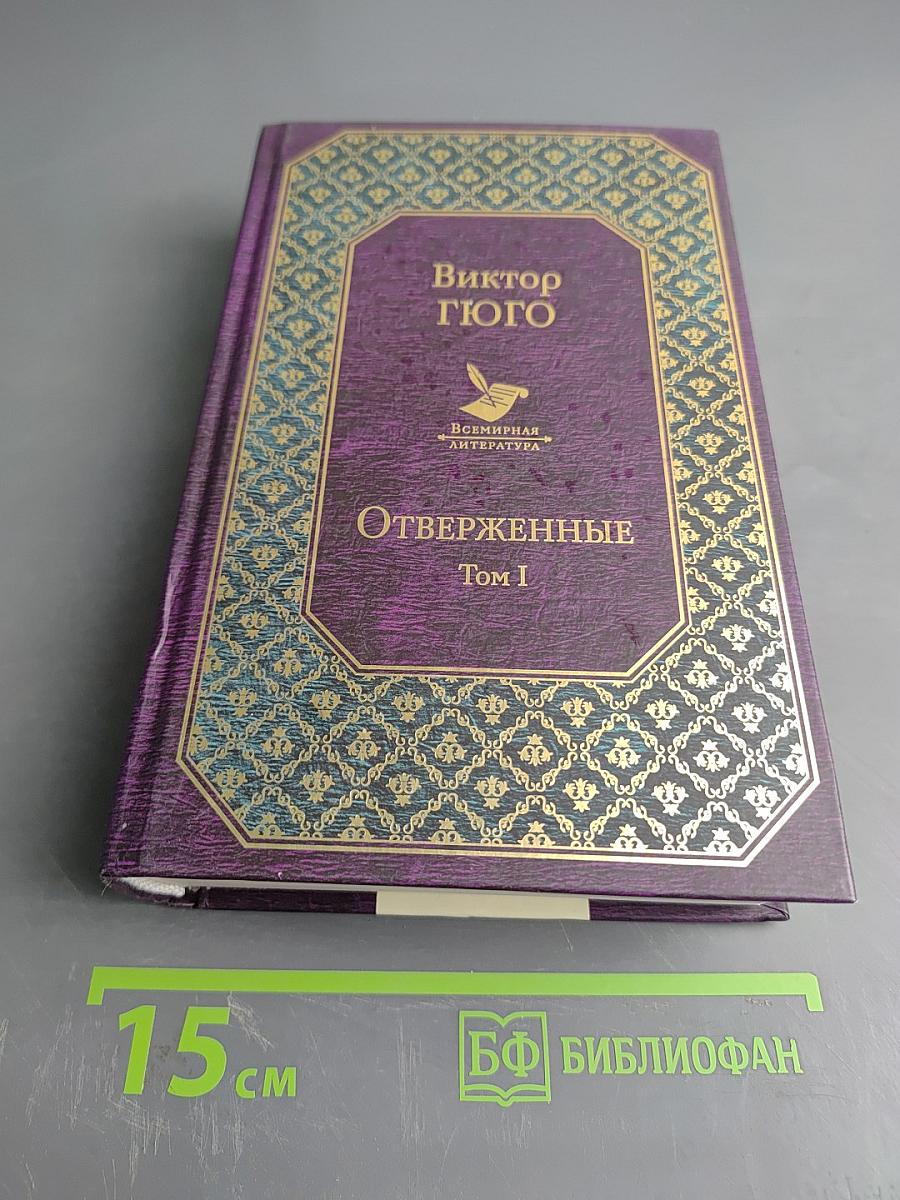 Виктор
ГЮГО
Всемирная
литература
Отверженные
Том I
15 см
БФ БИБЛИОФАН